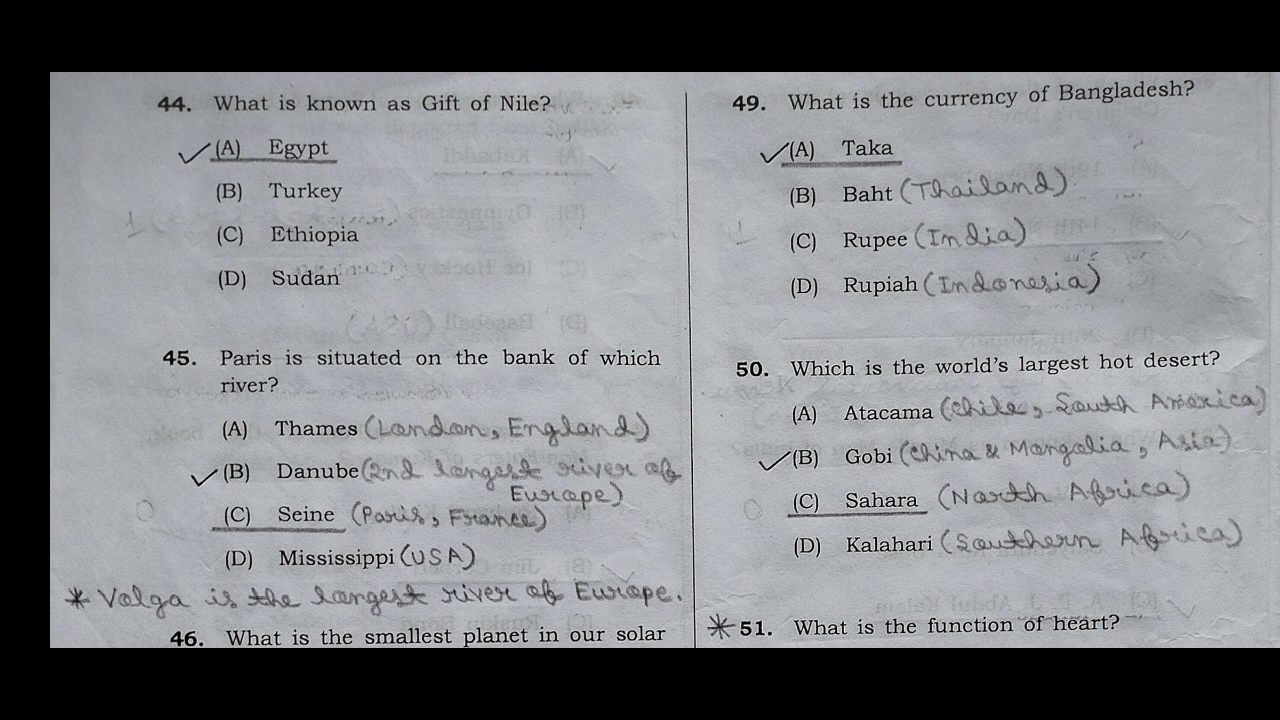 44. What is known as Gift of Nile?
(A) Egypt
(B) Turkey
(C) Ethiopia
(D) Sudan
45. Paris is situated on the bank of which
river?
(A) Thames (London, England)
(B) Danube (2nd largest river of
Europe)
(C) Seine (Paris, France)
(D) Mississippi (USA)
* Volga is the largest river of Europe.
46. What is the smallest planet in our solar
49. What is the currency of Bangladesh?
(A) Taka
(B) Baht (Thailand)
(C) Rupee (India)
(D) Rupiah (Indonesia)
50. Which is the world's largest hot desert?
(A) Atacama (Chile, South America)
(B) Gobi (China & Mongolia, Asia)
(C) Sahara (North Africa)
(D) Kalahari (Southern Africa)
* 51. What is the function of heart?